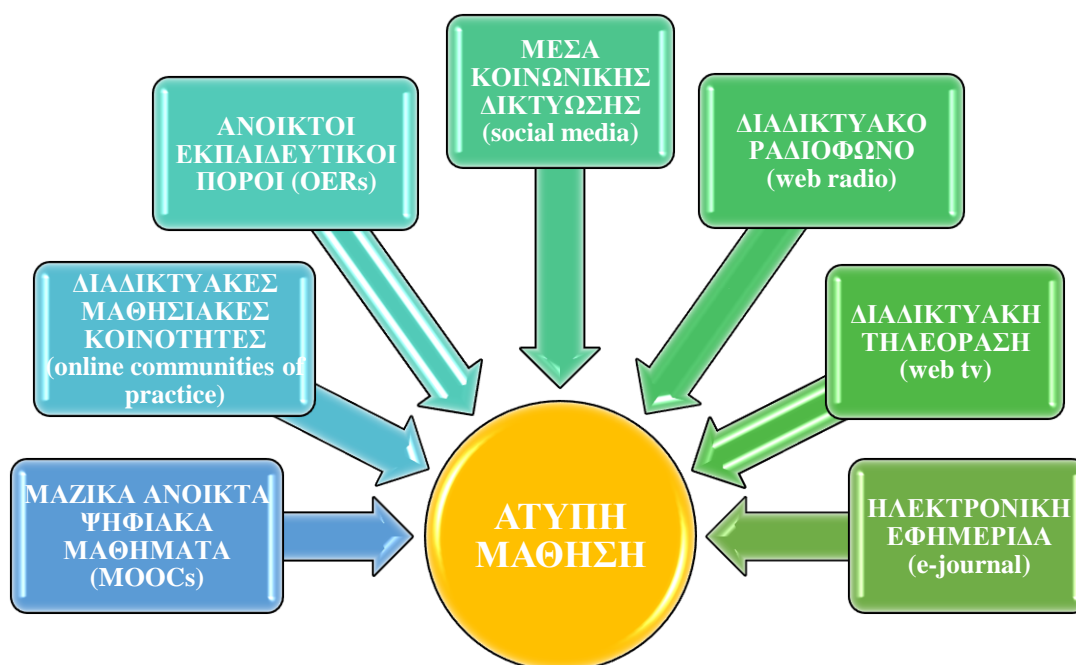 ΜΕΣΑ
ΚΟΙΝΩΝΙΚΗΣ
ΔΙΚΤΥΩΣΗΣ
(social media)
ΑΝΟΙΚΤΟΙ
ΕΚΠΑΙΔΕΥΤΙΚΟΙ
ΠΟΡΟΙ (OERs)
ΔΙΑΔΙΚΤΥΑΚΟ
ΡΑΔΙΟΦΩΝΟ
(web radio)
ΔΙΑΔΙΚΤΥΑΚΕΣ
ΜΑΘΗΣΙΑΚΕΣ
ΚΟΙΝΟΤΗΤΕΣ
(online communities of
practice)
ΔΙΑΔΙΚΤΥΑΚΗ
ΤΗΛΕΟΡΑΣΗ
(web tv)
ΜΑΖΙΚΑ ΑΝΟΙΚΤΑ
ΨΗΦΙΑΚΑ
ΜΑΘΗΜΑΤΑ
(MOOCs)
ΑΤΥΠΗ
ΜΑΘΗΣΗ
ΗΛΕΚΤΡΟΝΙΚΗ
ΕΦΗΜΕΡΙΔΑ
(e-journal)